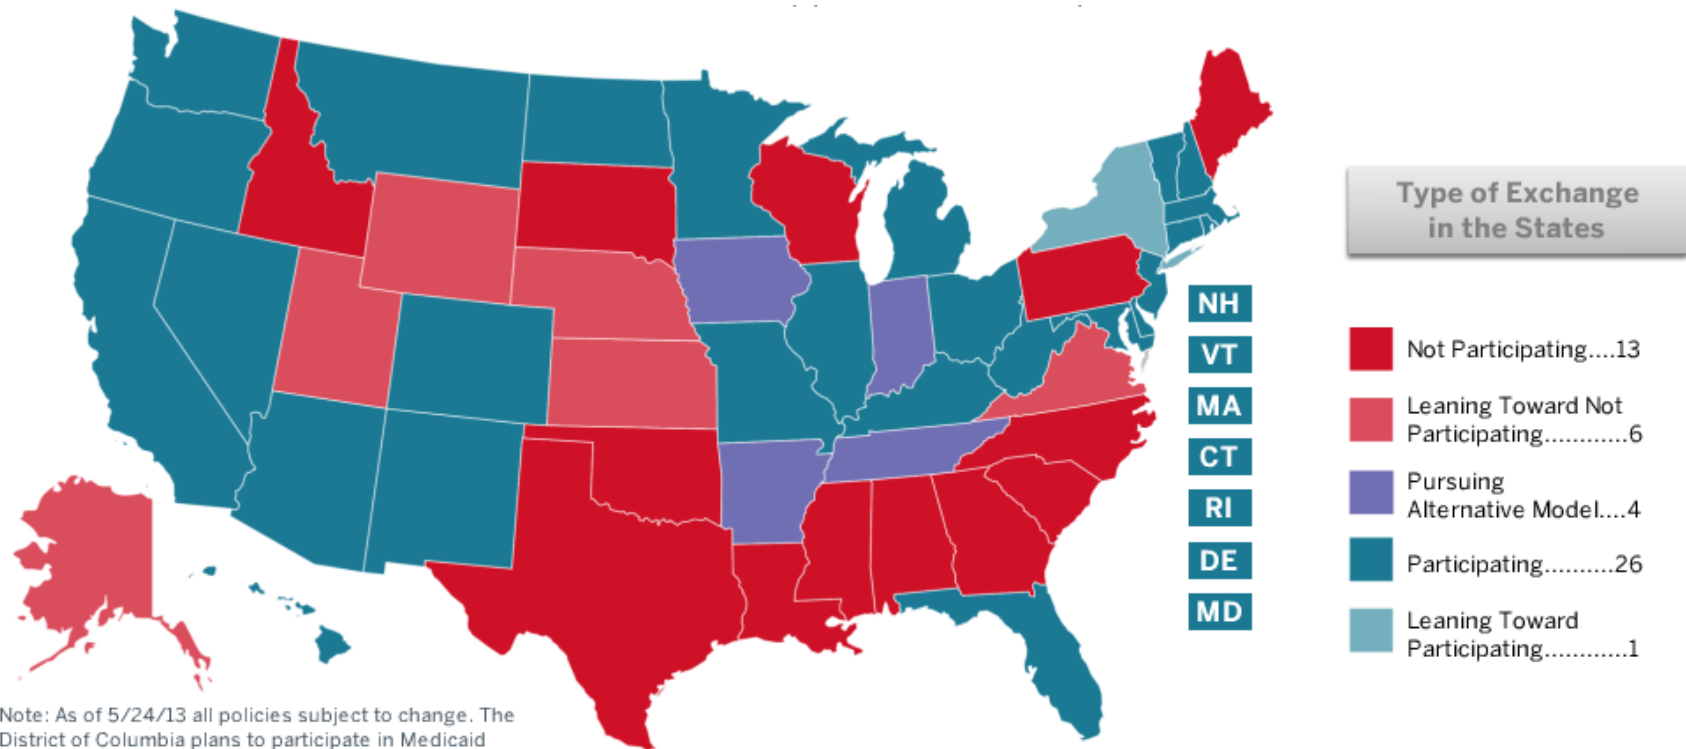 Type of Exchange
in the States
NH
VT
MA
CT
RI
DE
MD
Not Participating....13
Leaning Toward Not
Participating............6
Pursuing
Alternative Model....4
Participating..........26
Leaning Toward
Participating............1
Note: As of 5/24/13 all policies subject to change. The
District of Columbia plans to participate in Medicaid